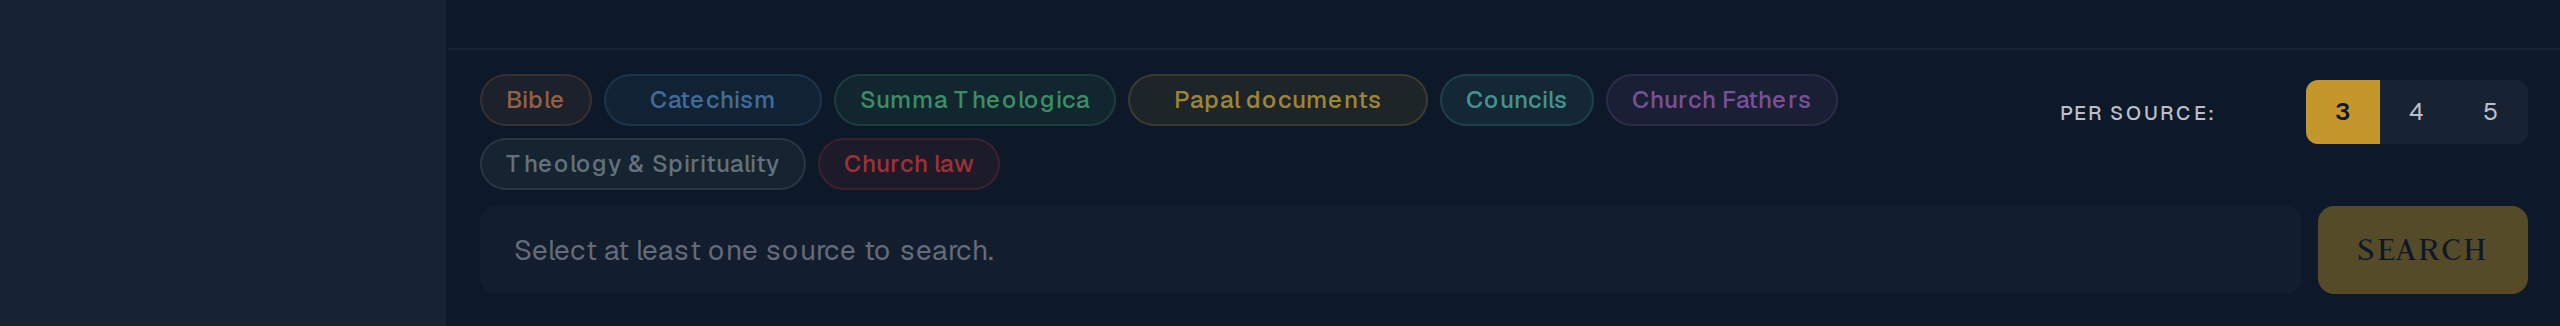 Bible Catechism Summa Theologica Papal documents Councils Church Fathers
PER SOURCE: 3 4 5
Theology & Spirituality Church law
Select at least one source to search.
SEARCH